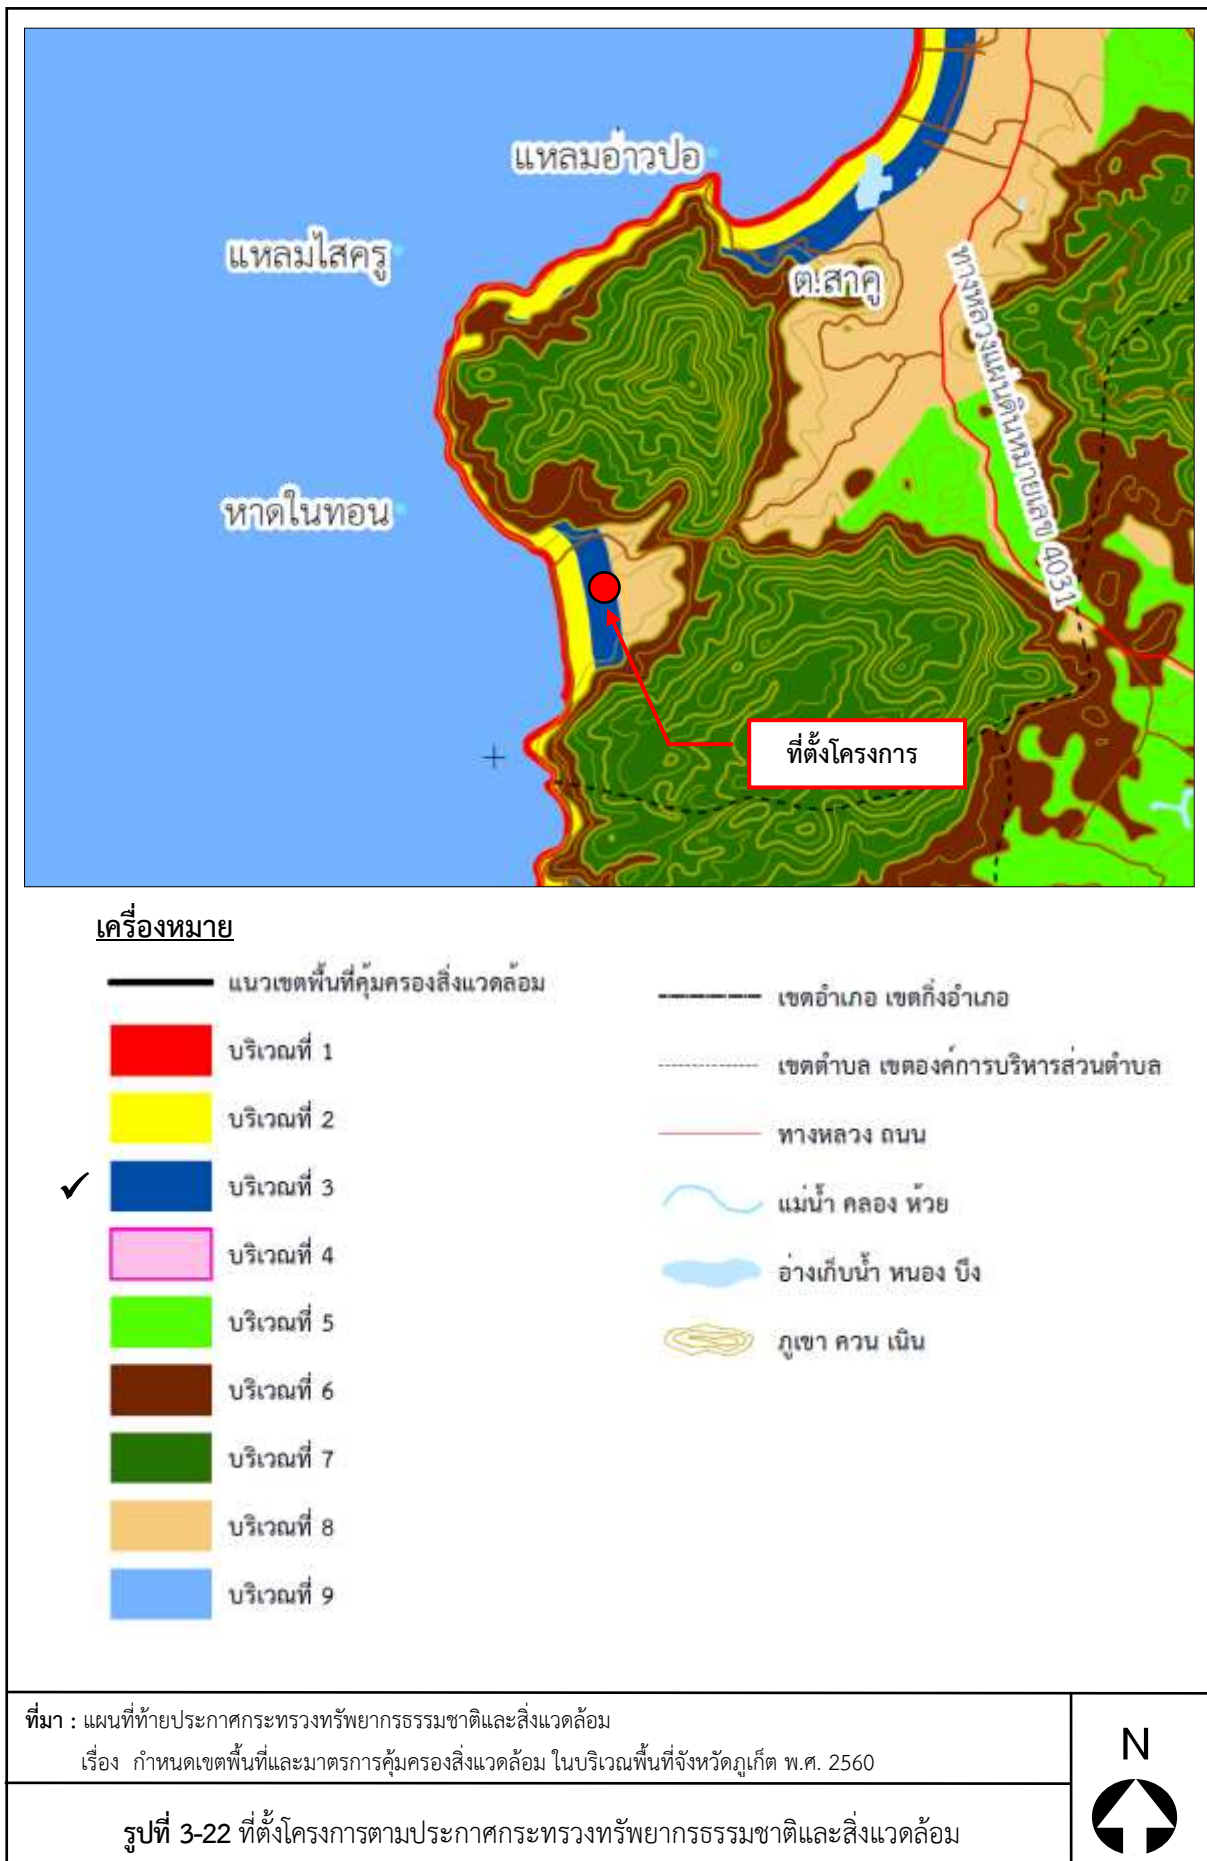 แหลมอ่าวปอ
แหลมไสครู
ต.สาคู
ทางหลวงแผ่นดินหมายเลข 4031
หาดในทอน
ที่ตั้งโครงการ
เครื่องหมาย
แนวเขตพื้นที่คุ้มครองสิ่งแวดล้อม
บริเวณที่ 1
บริเวณที่ 2
บริเวณที่ 3
บริเวณที่ 4
บริเวณที่ 5
บริเวณที่ 6
บริเวณที่ 7
บริเวณที่ 8
บริเวณที่ 9
เขตอำเภอ เขตกิ่งอำเภอ
เขตตำบล เขตองค์การบริหารส่วนตำบล
ทางหลวง ถนน
แม่น้ำ คลอง ห้วย
อ่างเก็บน้ำ หนอง บึง
ภูเขา ควน เนิน
ที่มา : แผนที่ท้ายประกาศกระทรวงทรัพยากรธรรมชาติและสิ่งแวดล้อม
เรื่อง กำหนดเขตพื้นที่และมาตรการคุ้มครองสิ่งแวดล้อม ในบริเวณพื้นที่จังหวัดภูเก็ต พ.ศ. 2560
N
รูปที่ 3-22 ที่ตั้งโครงการตามประกาศกระทรวงทรัพยากรธรรมชาติและสิ่งแวดล้อม